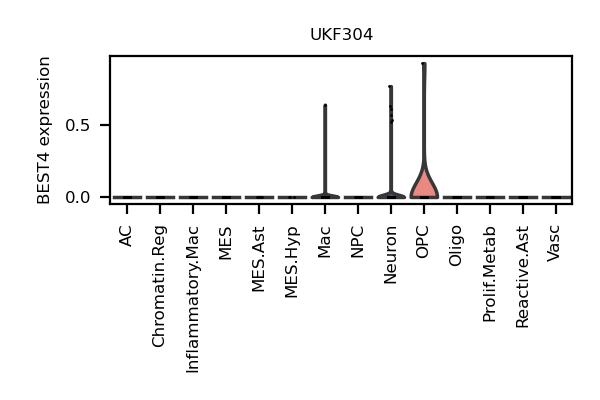 UKF304
BEST4 expression
0.5
0.0
AC
Chromatin.Reg
Inflammatory.Mac
MES
MES.Ast
MES.Hyp
Mac
NPC
Neuron
OPC
Oligo
Prolif.Metab
Reactive.Ast
Vasc